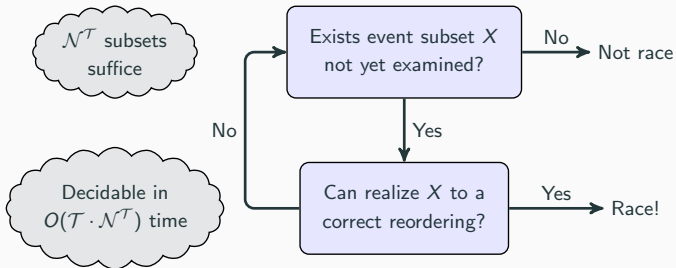 𝒩^𝒯 subsets
suffice
Exists event subset X
not yet examined?
No
Not race
No
Yes
Decidable in
O(𝒯 · 𝒩^𝒯) time
Can realize X to a
correct reordering?
Yes
Race!